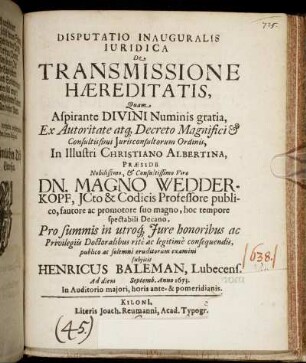 DISPUTATIO INAUGURALIS
IURIDICA
De
TRANSMISSIONE
HÆREDITATIS,
Quam
Aspirante DIVINI Numinis gratia,
Ex Autoritate atq; Decreto Magnifici &
Consultissimi Jurisconsultorum Ordinis,
In Illustri CHRISTIANO ALBERTINA,
PRÆSIDE
Nobilissimo, & Consultissimo Viro
DN. MAGNO WEDDER-
KOPF, JCto & Codicis Professore publi-
co, fautore ac promotore suo magno, hoc tempore
spectabili Decano,
Pro summis in utroq; Jure honoribus ac
Privilegiis Doctoralibus ritè ac legitimè consequendis,
publico ac solemni eruditorum examini
subjicit
HENRICUS BALEMAN, Lubecens.
Ad diem Septemb. Anno 1673.
In Auditorio majori, horis ante- & pomeridianis.
KILONI,
Literis Joach. Reumanni, Acad. Typogr.
(45)
638.